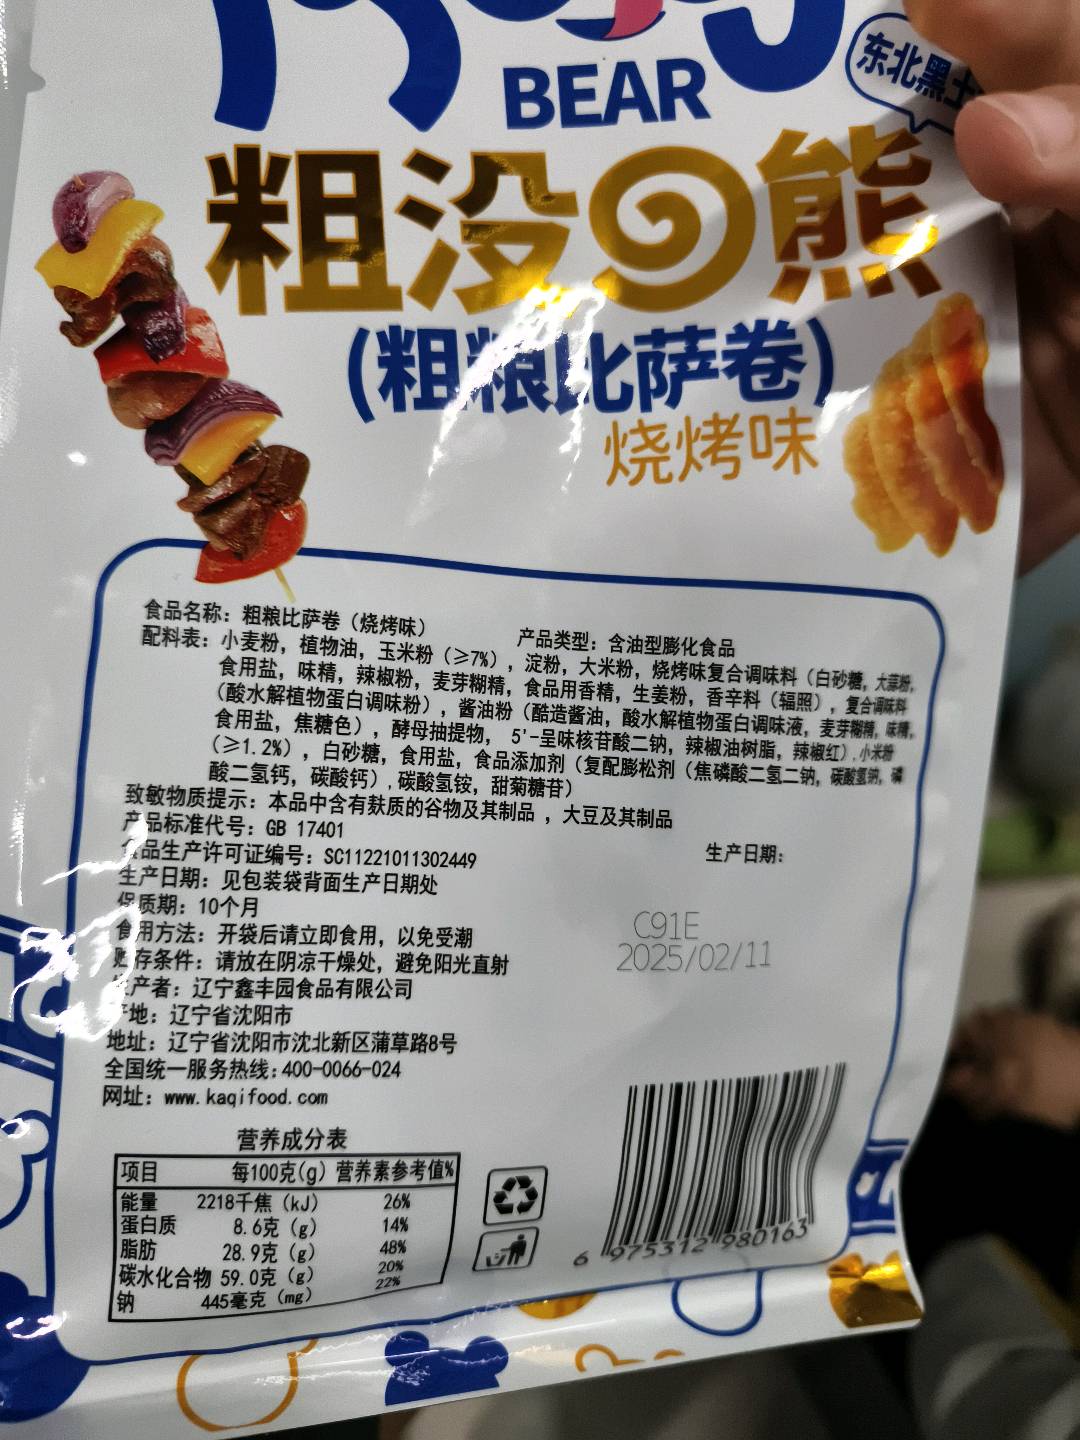 BEAR
东北黑土
粗没熊
(粗粮比萨卷)
烧烤味
食品名称：粗粮比萨卷（烧烤味）
产品类型：含油型膨化食品
配料表：小麦粉，植物油，玉米粉（≥7%），淀粉，大米粉，烧烤味复合调味料（白砂糖，大蒜粉，
食用盐，味精，辣椒粉，麦芽糊精，食品用香精，生姜粉，香辛料（辐照），复合调味料
（酸水解植物蛋白调味粉），酱油粉（酿造酱油，酸水解植物蛋白调味液，麦芽糊精，味精，
食用盐，焦糖色），酵母抽提物，5'-呈味核苷酸二钠，辣椒油树脂，辣椒红），小米粉
（≥1.2%），白砂糖，食用盐，食品添加剂（复配膨松剂（焦磷酸二氢二钠，碳酸氢钠，磷
酸二氢钙，碳酸钙），碳酸氢铵，甜菊糖苷）
致敏物质提示：本品中含有麸质的谷物及其制品，大豆及其制品
产品标准代号：GB 17401
食品生产许可证编号：SC11221011302449
生产日期：
生产日期：见包装袋背面生产日期处
保质期：10个月
C91E
食用方法：开袋后请立即食用，以免受潮
2025/02/11
贮存条件：请放在阴凉干燥处，避免阳光直射
生产者：辽宁鑫丰园食品有限公司
产地：辽宁省沈阳市
地址：辽宁省沈阳市沈北新区蒲草路8号
全国统一服务热线：400-0066-024
网址：www.kaqifood.com
营养成分表
项目 每100克(g) 营养素参考值%
能量 2218千焦（kJ） 26%
蛋白质 8.6克（g） 14%
脂肪 28.9克（g） 48%
碳水化合物 59.0克（g） 20%
钠 445毫克（mg） 22%
6 975312 980163